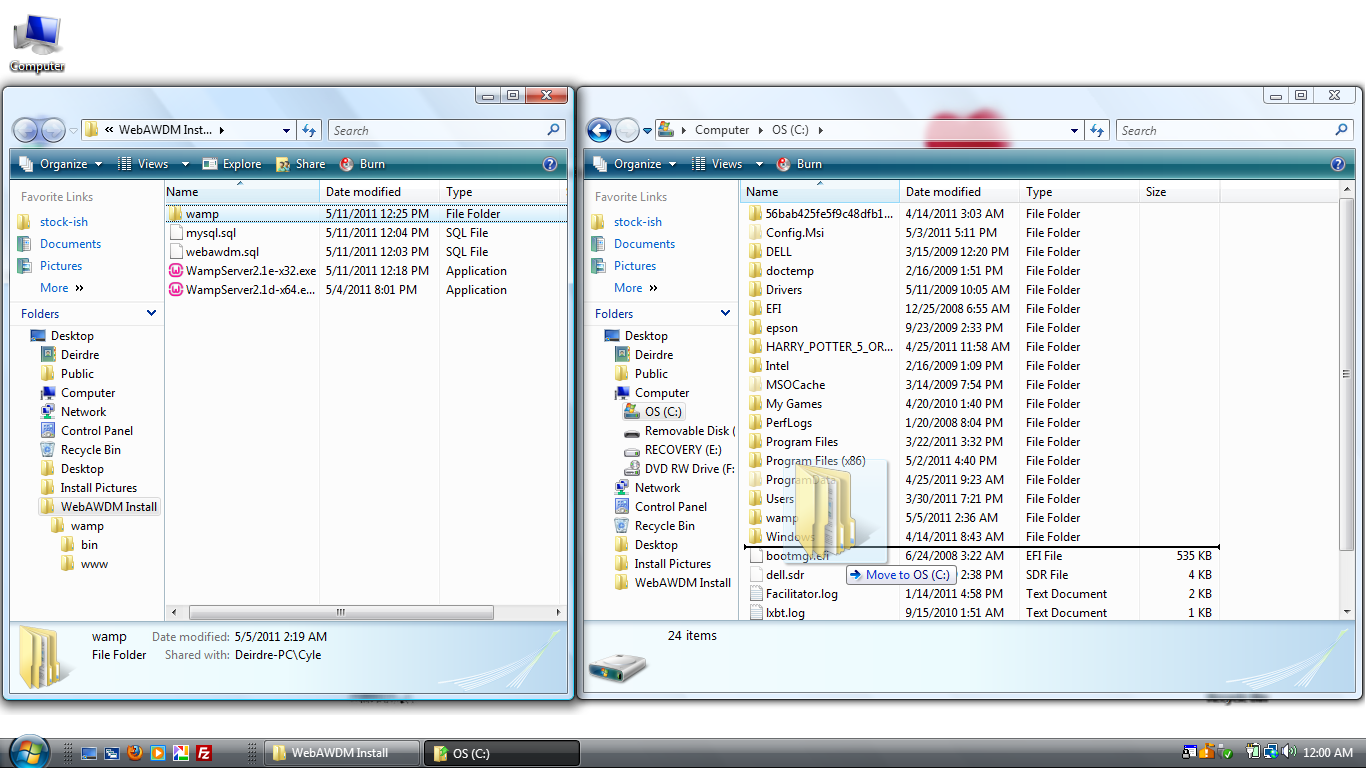 Computer
WebAWDM Inst...
Search
Organize Views Explore Share Burn
Favorite Links
stock-ish
Documents
Pictures
More »
Folders
Desktop
Deirdre
Public
Computer
Network
Control Panel
Recycle Bin
Desktop
Install Pictures
WebAWDM Install
wamp
bin
www
Name Date modified Type
wamp 5/11/2011 12:25 PM File Folder
mysql.sql 5/11/2011 12:04 PM SQL File
webawdm.sql 5/11/2011 12:03 PM SQL File
WampServer2.1e-x32.exe 5/11/2011 12:18 PM Application
WampServer2.1d-x64.e... 5/4/2011 8:01 PM Application
wamp Date modified: 5/5/2011 2:19 AM
File Folder Shared with: Deirdre-PC\Cyle
Computer OS (C:)
Search
Organize Views Burn
Favorite Links
stock-ish
Documents
Pictures
More »
Folders
Desktop
Deirdre
Public
Computer
OS (C:)
Removable Disk (
RECOVERY (E:)
DVD RW Drive (F:
Network
Control Panel
Recycle Bin
Desktop
Install Pictures
WebAWDM Install
Name Date modified Type Size
56bab425fe5f9c48dfb1... 4/14/2011 3:03 AM File Folder
Config.Msi 5/3/2011 5:11 PM File Folder
DELL 3/15/2009 12:20 PM File Folder
doctemp 2/16/2009 1:51 PM File Folder
Drivers 5/11/2009 10:05 AM File Folder
EFI 12/25/2008 6:55 AM File Folder
epson 9/23/2009 2:33 PM File Folder
HARRY_POTTER_5_OR... 4/25/2011 11:58 AM File Folder
Intel 2/16/2009 1:09 PM File Folder
MSOCache 3/14/2009 7:54 PM File Folder
My Games 4/20/2010 1:40 PM File Folder
PerfLogs 1/20/2008 8:04 PM File Folder
Program Files 3/22/2011 3:32 PM File Folder
Program Files (x86) 5/2/2011 4:40 PM File Folder
ProgramData 4/25/2011 9:23 AM File Folder
Users 3/30/2011 7:21 PM File Folder
wamp 5/5/2011 2:36 AM File Folder
Windows 4/14/2011 8:43 AM File Folder
bootmgr.efi 6/24/2008 3:22 AM EFI File 535 KB
dell.sdr 2:38 PM SDR File 4 KB
Move to OS (C:)
Facilitator.log 1/14/2011 4:58 PM Text Document 2 KB
lxbt.log 9/15/2010 1:51 AM Text Document 1 KB
24 items
WebAWDM Install
OS (C:)
12:00 AM